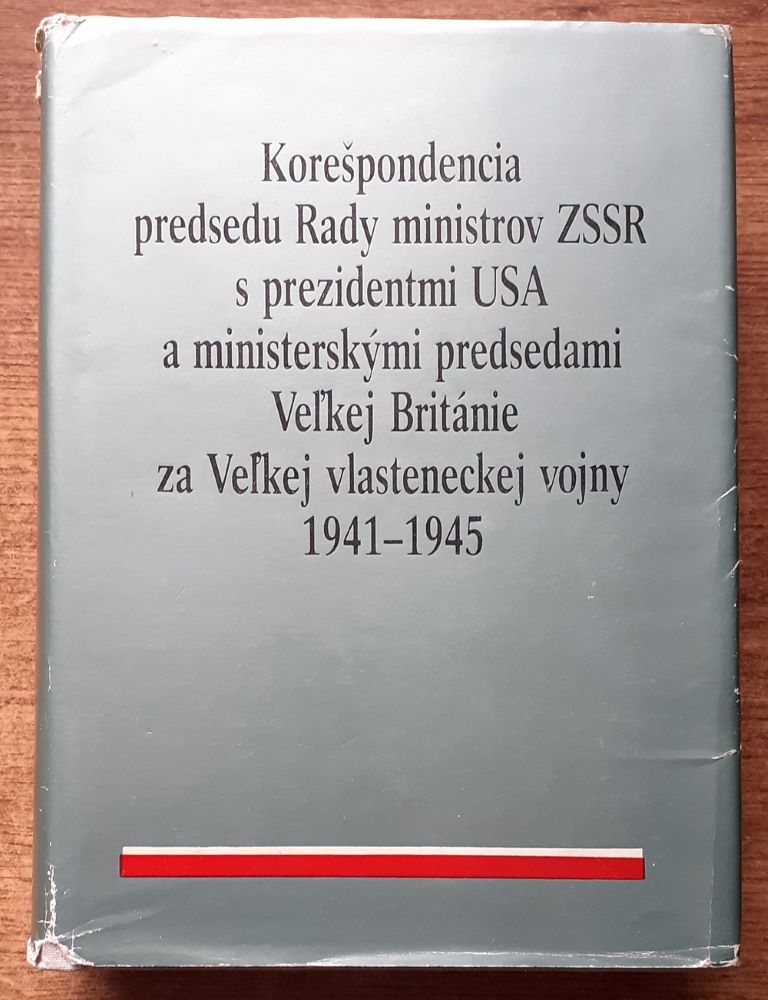 Korešpondencia
predsedu Rady ministrov ZSSR
s prezidentmi USA
a ministerskými predsedami
Veľkej Británie
za Veľkej vlasteneckej vojny
1941–1945